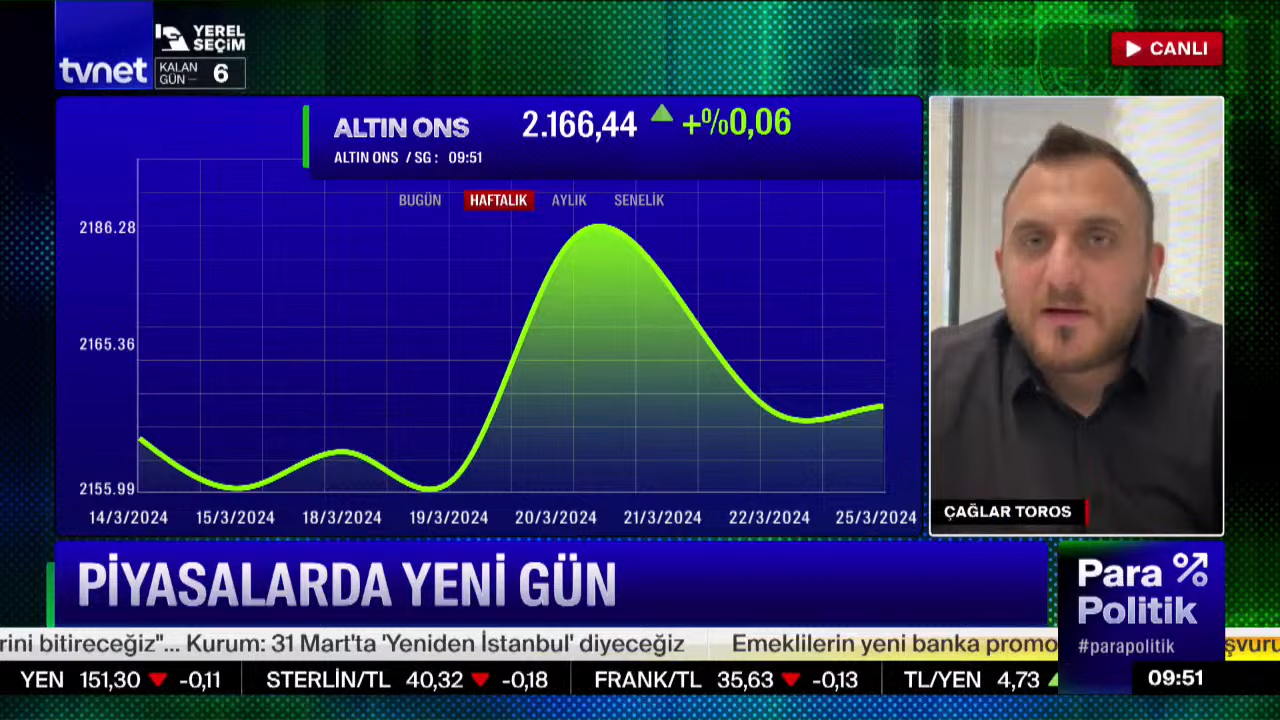 tvnet
YEREL
SEÇİM
KALAN
GÜN
6
CANLI
ALTIN ONS
2.166,44
+%0,06
ALTIN ONS / SG : 09:51
BUGÜN
HAFTALIK
AYLIK
SENELİK
2186.28
2165.36
2155.99
14/3/2024
15/3/2024
18/3/2024
19/3/2024
20/3/2024
21/3/2024
22/3/2024
25/3/2024
ÇAĞLAR TOROS
PİYASALARDA YENİ GÜN
Para
Politik
#parapolitik
rini bitireceğiz"... Kurum: 31 Mart'ta 'Yeniden İstanbul' diyeceğiz
Emeklilerin yeni banka promo
şvuru
YEN 151,30 -0,11
STERLİN/TL 40,32 -0,18
FRANK/TL 35,63 -0,13
TL/YEN 4,73
09:51